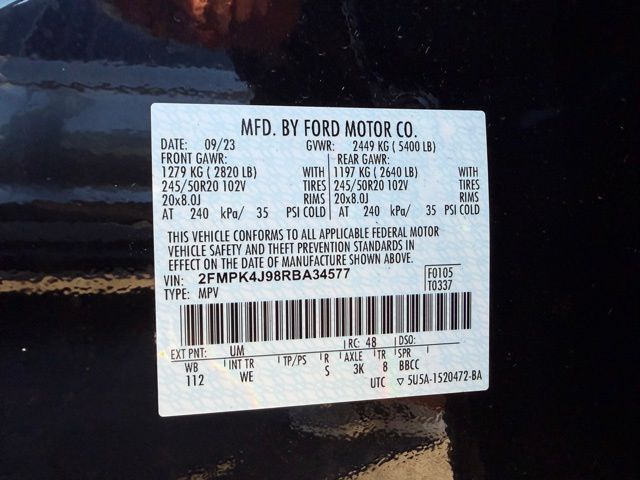 MFD. BY FORD MOTOR CO.
DATE: 09/23 GVWR: 2449 KG ( 5400 LB)
FRONT GAWR: REAR GAWR:
1279 KG ( 2820 LB) WITH 1197 KG ( 2640 LB) WITH
245/50R20 102V TIRES 245/50R20 102V TIRES
20x8.0J RIMS 20x8.0J RIMS
AT 240 kPa/ 35 PSI COLD AT 240 kPa/ 35 PSI COLD
THIS VEHICLE CONFORMS TO ALL APPLICABLE FEDERAL MOTOR
VEHICLE SAFETY AND THEFT PREVENTION STANDARDS IN
EFFECT ON THE DATE OF MANUFACTURE SHOWN ABOVE.
VIN: 2FMPK4J98RBA34577 F0105
TYPE: MPV T0337
EXT PNT: UM RC: 48 DSO:
WB INT TR TP/PS R AXLE TR SPR
112 WE S 3K 8 BBCC
UTC ▽ 5U5A-1520472-BA